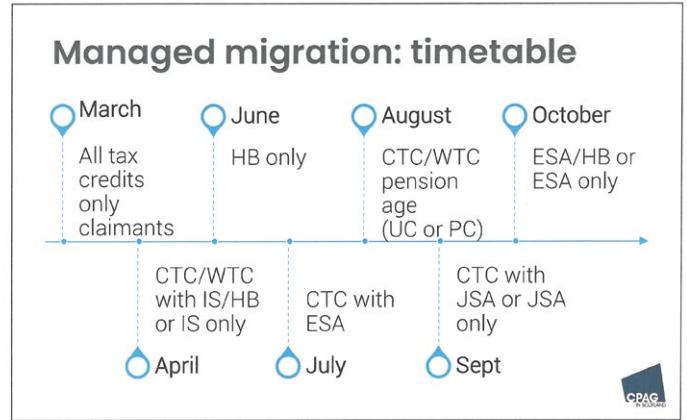 Managed migration: timetable
March
All tax
credits
only
claimants
June
HB only
August
CTC/WTC
pension
age
(UC or PC)
October
ESA/HB or
ESA only
CTC/WTC
with IS/HB
or IS only
April
CTC with
ESA
July
CTC with
JSA or JSA
only
Sept
CPAG
IN SCOTLAND